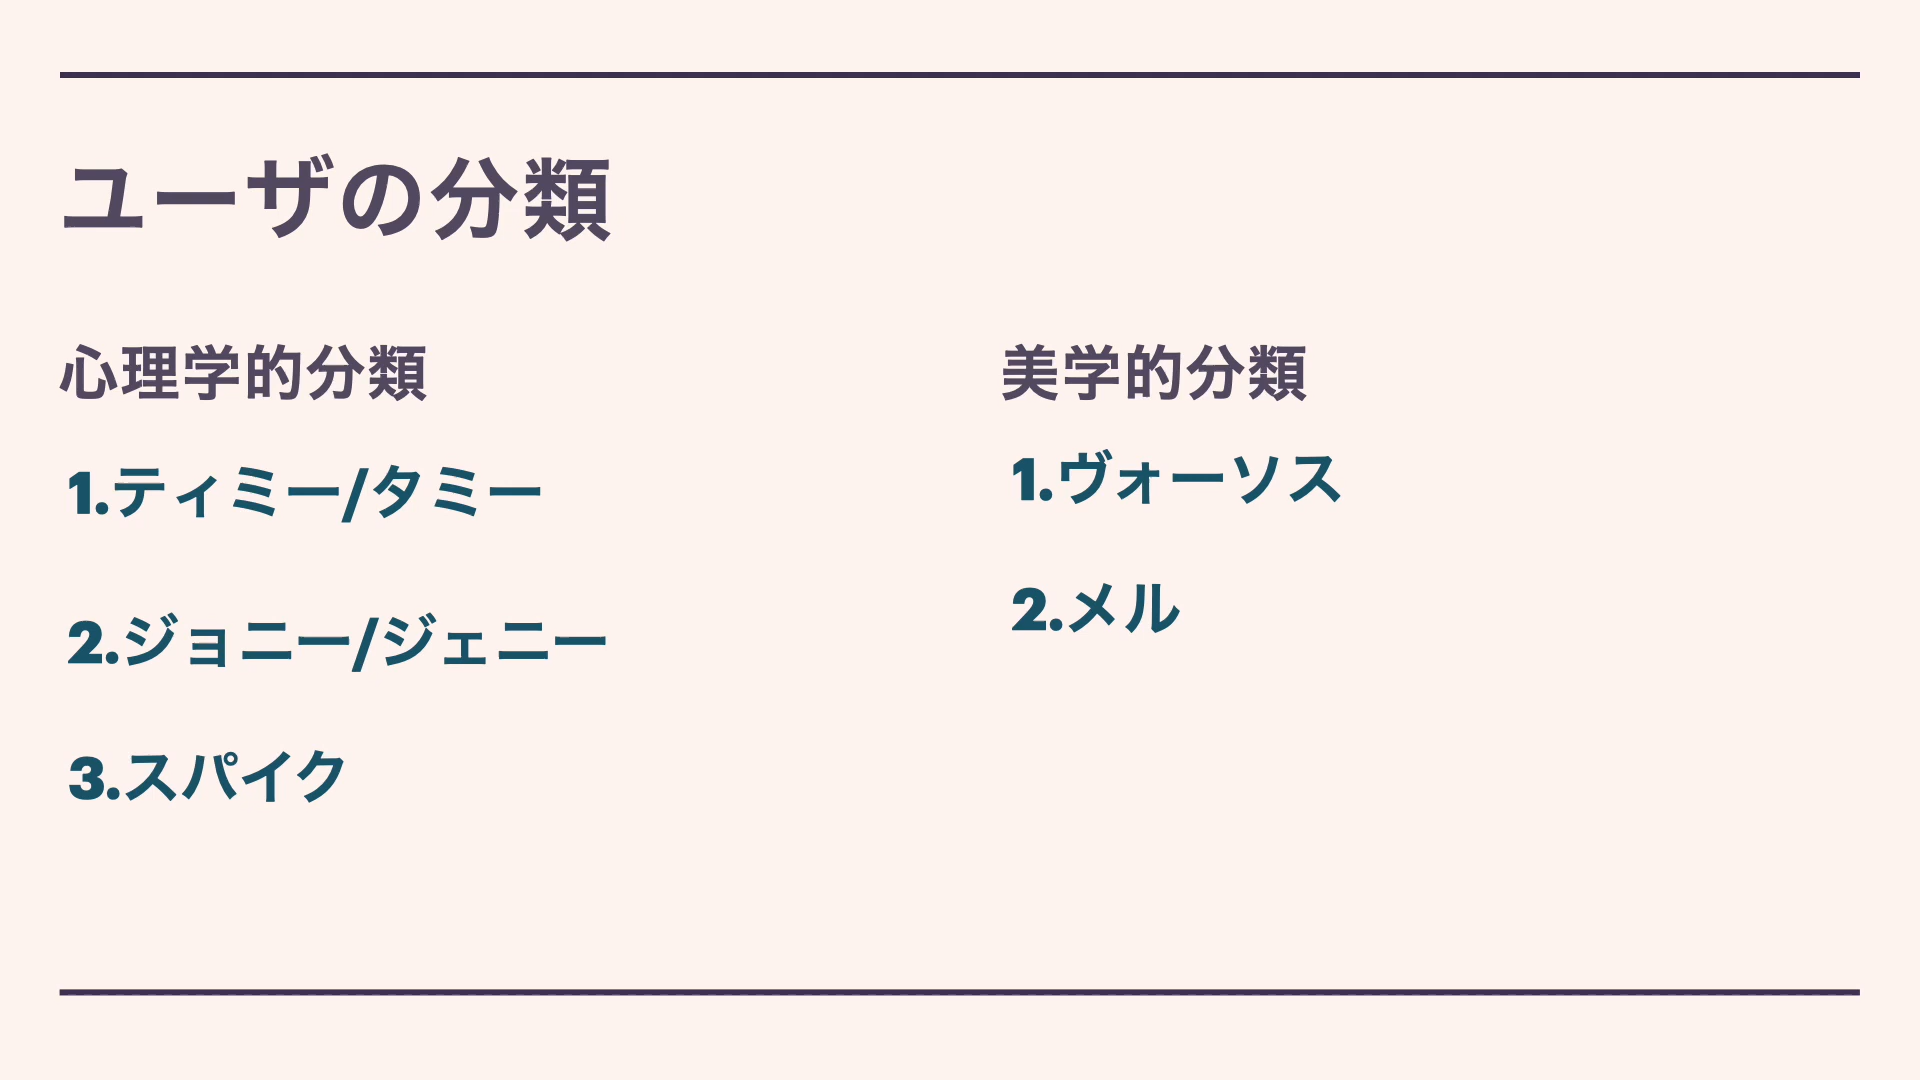 ユーザの分類
心理学的分類
1.ティミー/タミー
2.ジョニー/ジェニー
3.スパイク
美学的分類
1.ヴォーソス
2.メル